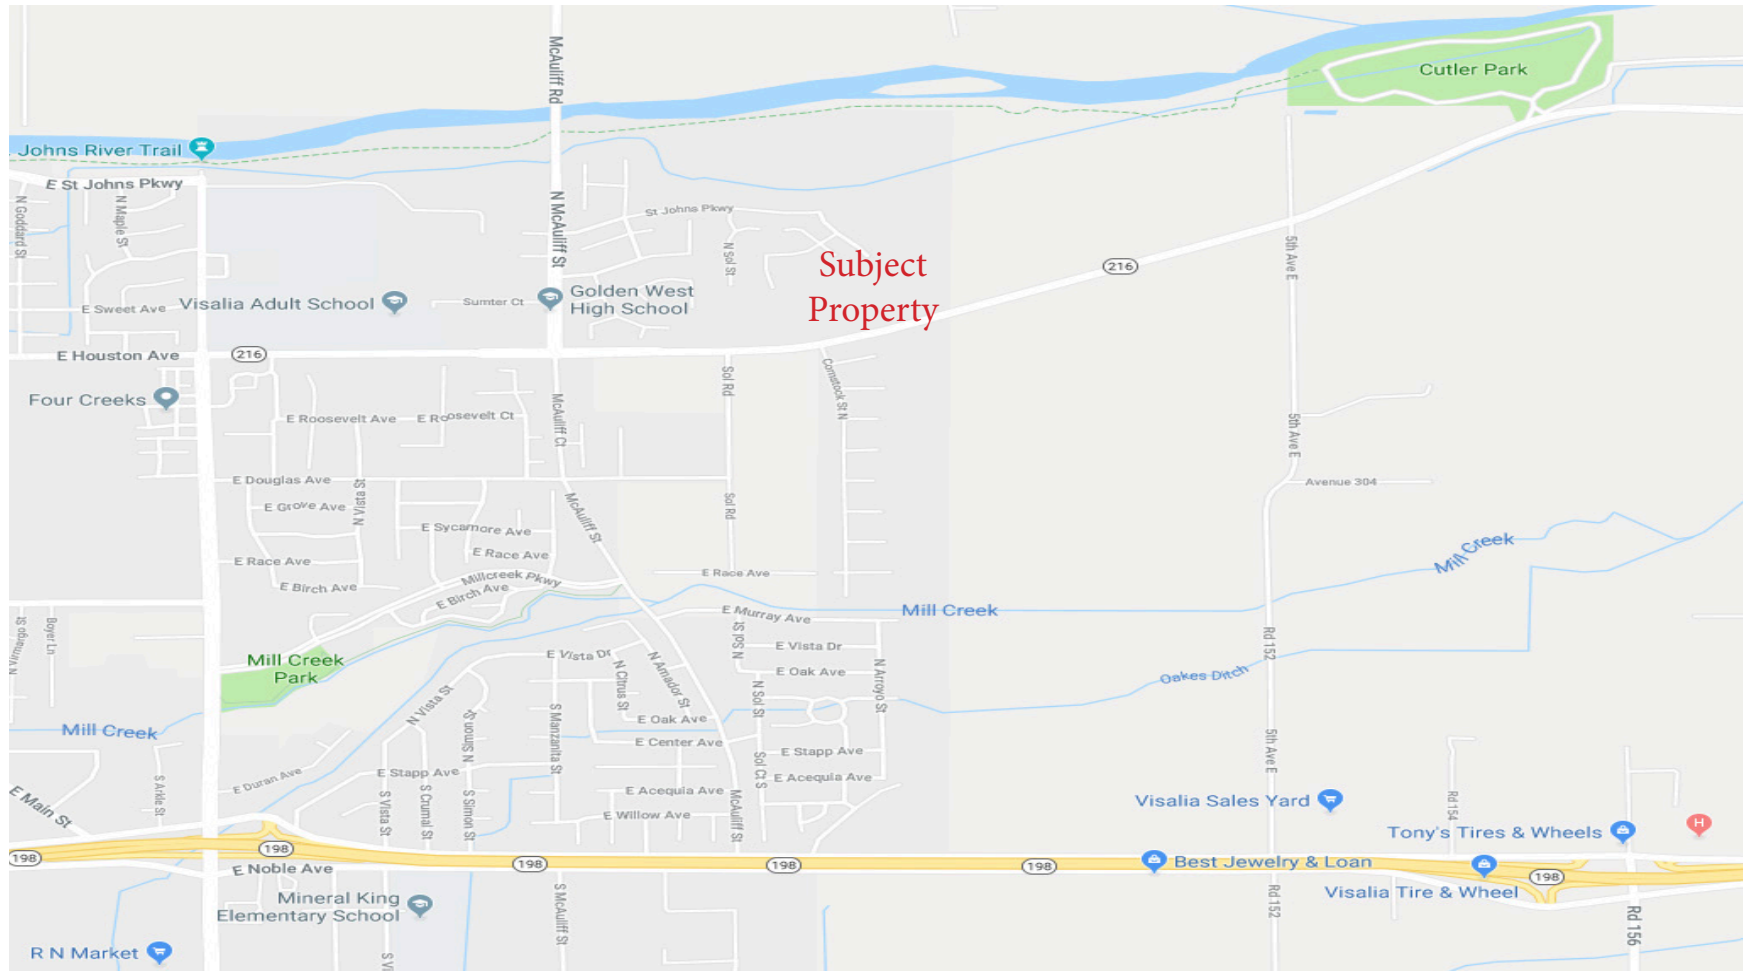 McAuliff Rd
Cutler Park
Johns River Trail
E St Johns Pkwy
N Goddard St
N Maple St
N McAuliff St
St Johns Pkwy
N Sol St
5th Ave E
Subject
Property
216
Golden West
High School
Sumter Ct
Visalia Adult School
E Sweet Ave
E Houston Ave
216
Four Creeks
Sol Rd
Comstock St N
McAuliff Ct
E Roosevelt Ave
E Roosevelt Ct
5th Ave E
E Douglas Ave
N Vista St
E Grove Ave
McAuliff St
Sol Rd
Avenue 304
E Sycamore Ave
E Race Ave
E Race Ave
E Birch Ave
Millcreek Pkwy
E Birch Ave
E Race Ave
Mill Creek
Mill Creek
E Murray Ave
Boyer Ln
N Sol St
E Vista Dr
E Vista Dr
Rd 152
Mill Creek
Park
N Citrus St
N Amador St
E Oak Ave
N Arroyo St
Oakes Ditch
N Vista St
N Simon St
S Manzanita St
N Sol St
E Oak Ave
Mill Creek
E Center Ave
E Stapp Ave
5th Ave E
E Duran Ave
E Stapp Ave
Sol Ct S
E Acequia Ave
S Arkle St
E Main St
S Vista St
S Crumal St
S Simon St
E Acequia Ave
McAuliff St
E Willow Ave
Visalia Sales Yard
Rd 154
Tony's Tires & Wheels
H
198
198
198
198
198
Best Jewelry & Loan
198
Visalia Tire & Wheel
E Noble Ave
Mineral King
Elementary School
S McAuliff St
Rd 152
Rd 156
R N Market
S Vi